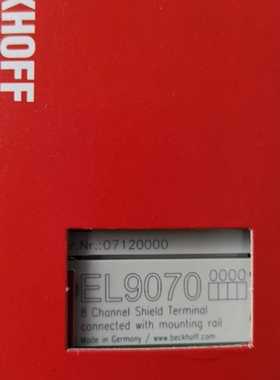 KHOFF
r.Nr.:07120000
EL9070 0000
8 Channel Shield Terminal
connected with mounting rail
Made in Germany / www.beckhoff.com